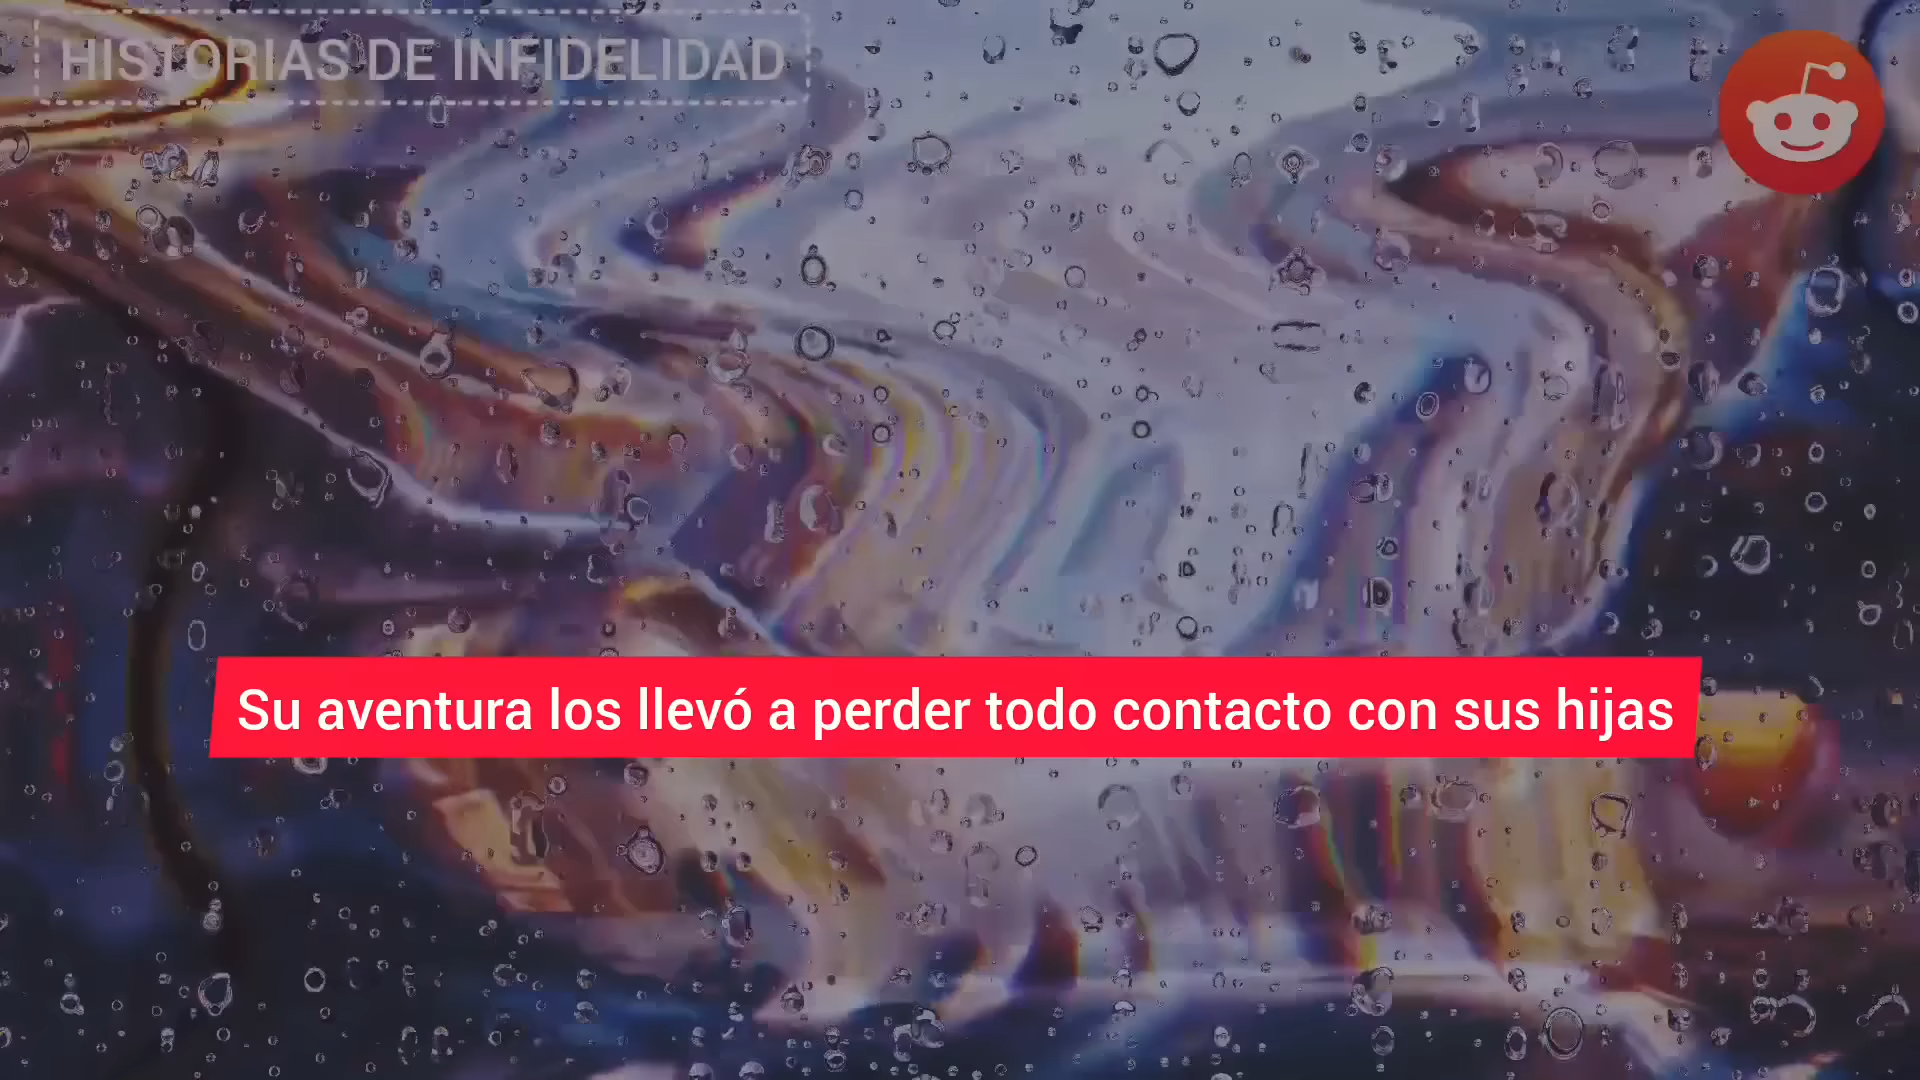 HISTORIAS DE INFIDELIDAD
Su aventura los llevó a perder todo contacto con sus hijas